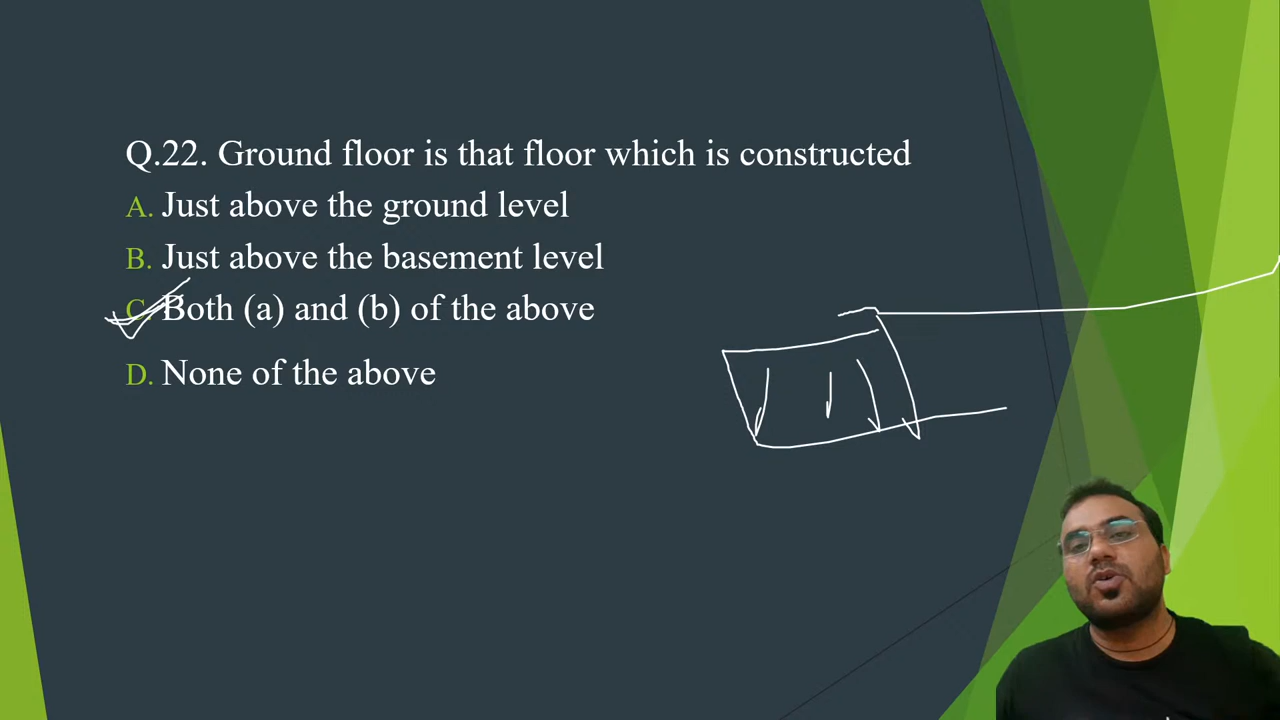 Q.22. Ground floor is that floor which is constructed
A. Just above the ground level
B. Just above the basement level
C. Both (a) and (b) of the above
D. None of the above